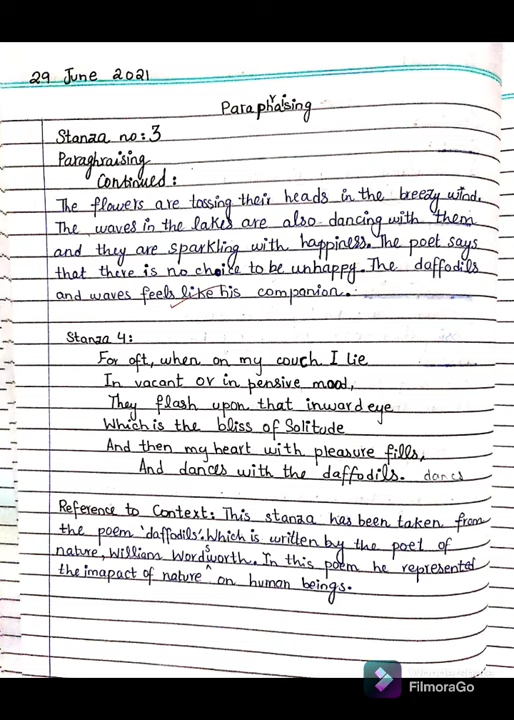 29 June 2021
Paraphraising
Stanza no: 3
Paraghraising
Continued:
The flowers are tossing their heads in the breezy wind.
The waves in the lakes are also dancing with them
and they are sparkling with happiness. The poet says
that there is no choice to be unhappy. The daffodils
and waves feels like his companion.
Stanza 4:
For oft, when on my couch I lie
In vacant or in pensive mood,
They flash upon that inward eye
Which is the bliss of Solitude
And then my heart with pleasure fills,
And dances with the daffodils. dances
Reference to Context: This stanza has been taken from
the poem 'daffodils'. Which is written by the poet of
nature, William Wordsworth. In this poem he represented
the imapact of nature on human beings.
FilmoraGo